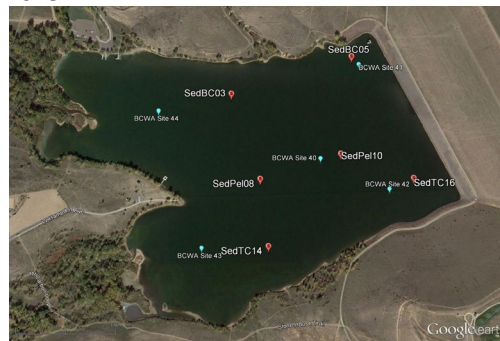 SedBC05
BCWA Site 41
SedBC03
BCWA Site 44
BCWA Site 40
SedPel10
SedPel08
SedTC16
BCWA Site 42
BCWA Site 43
SedTC14
Google earth